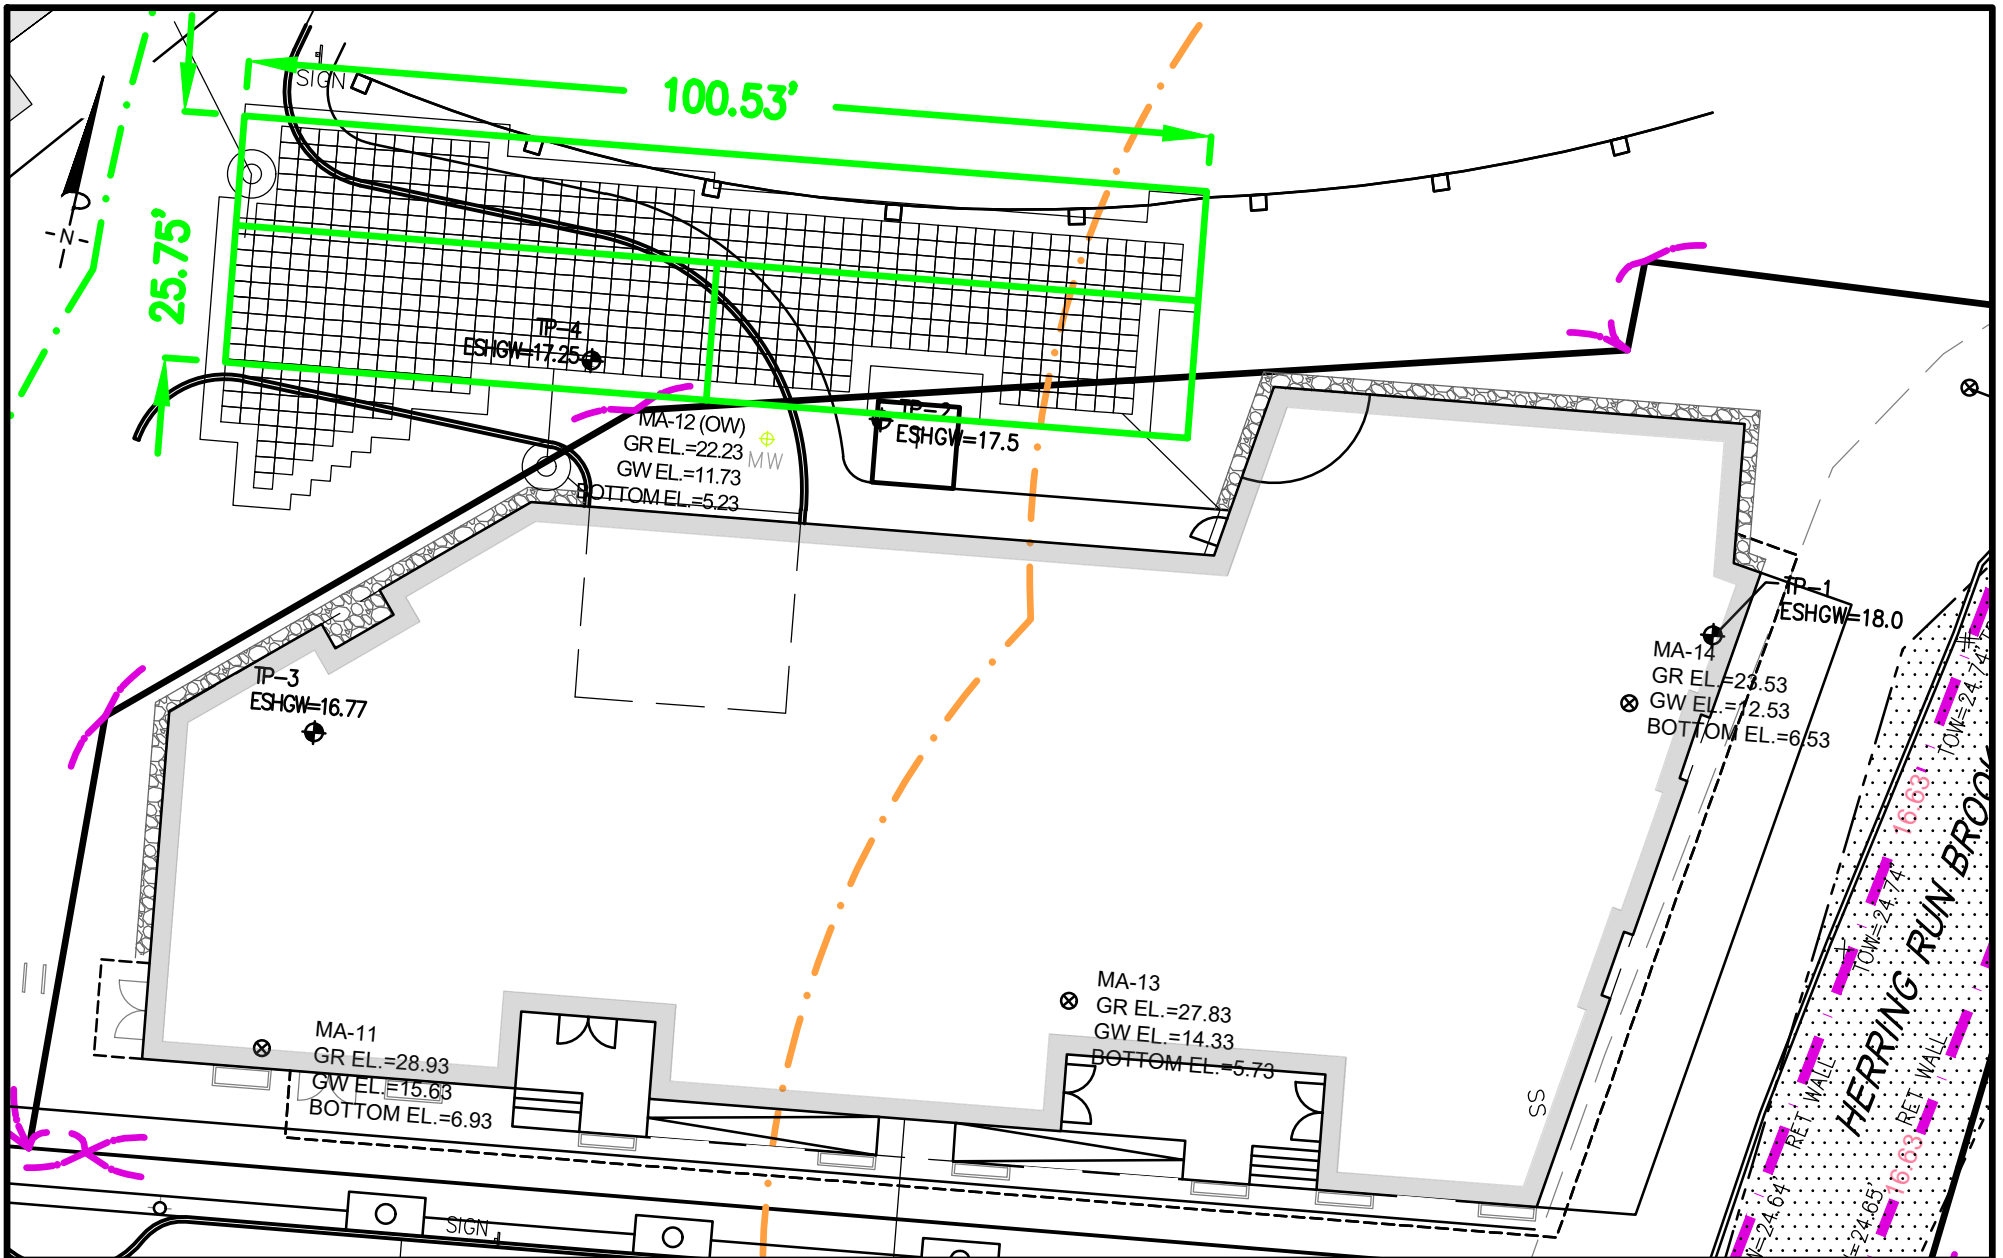 SIGN
100.53'
25.75'
N
TP-4
ESHGW=17.25
MA-12 (OW)
GR EL.=22.23
GW EL.=11.73
BOTTOM EL.=5.23
MW
TP-2
ESHGW=17.5
TP-1
ESHGW=18.0
MA-14
GR EL.=23.53
GW EL.=12.53
BOTTOM EL.=6.53
TP-3
ESHGW=16.77
TOW=24.74'
16.63'
TOW=24.74'
HERRING RUN BROOK
MA-13
GR EL.=27.83
GW EL.=14.33
BOTTOM EL.=5.73
MA-11
GR EL.=28.93
GW EL.=15.63
BOTTOM EL.=6.93
SS
RET WALL
RET WALL
16.63'
W=24.64'
W=24.65'
SIGN